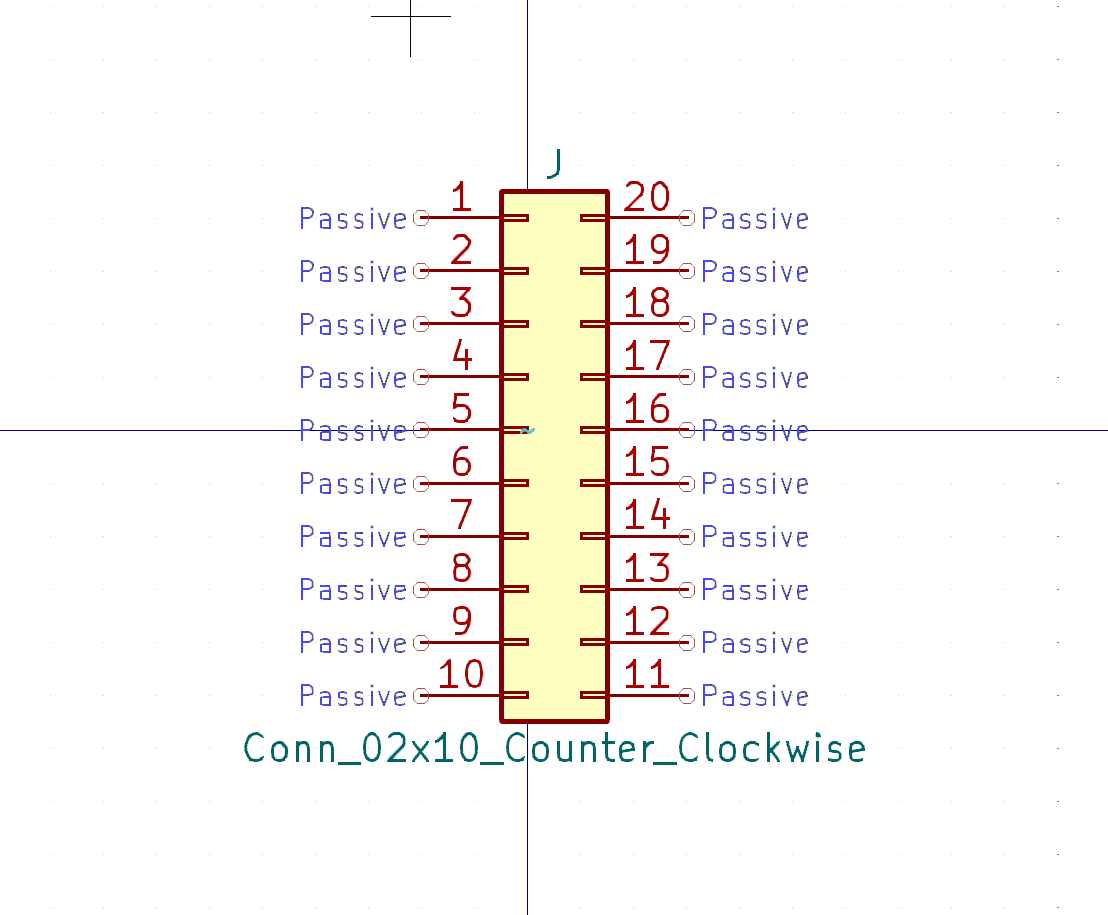 J
Passive 1 20 Passive
Passive 2 19 Passive
Passive 3 18 Passive
Passive 4 17 Passive
Passive 5 16 Passive
Passive 6 15 Passive
Passive 7 14 Passive
Passive 8 13 Passive
Passive 9 12 Passive
Passive 10 11 Passive
Conn_02x10_Counter_Clockwise